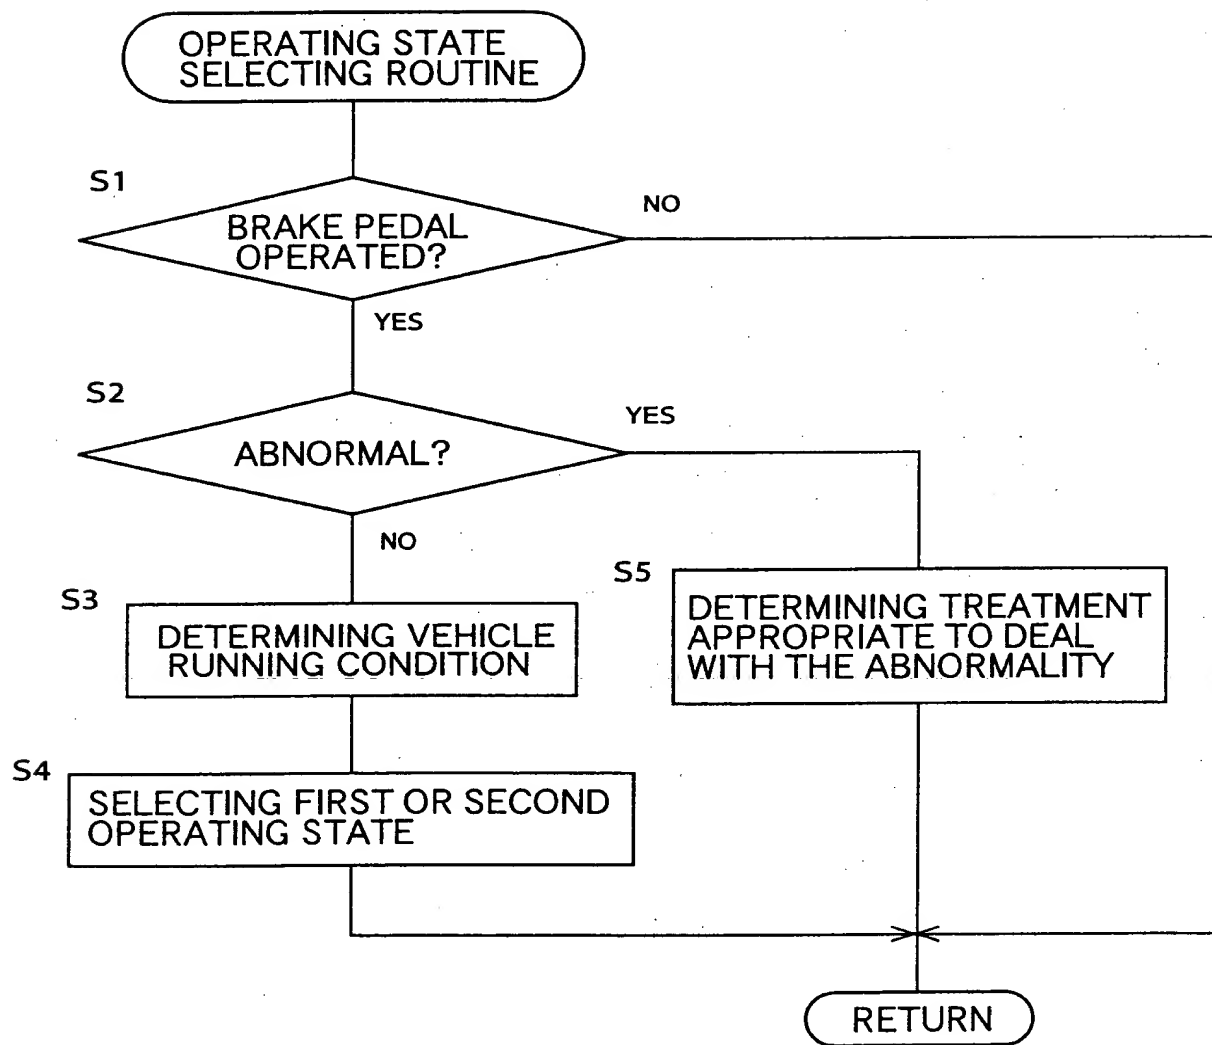 OPERATING STATE
SELECTING ROUTINE
S1
BRAKE PEDAL
OPERATED?
NO
YES
S2
ABNORMAL?
YES
NO
S3
DETERMINING VEHICLE
RUNNING CONDITION
S5
DETERMINING TREATMENT
APPROPRIATE TO DEAL
WITH THE ABNORMALITY
S4
SELECTING FIRST OR SECOND
OPERATING STATE
RETURN